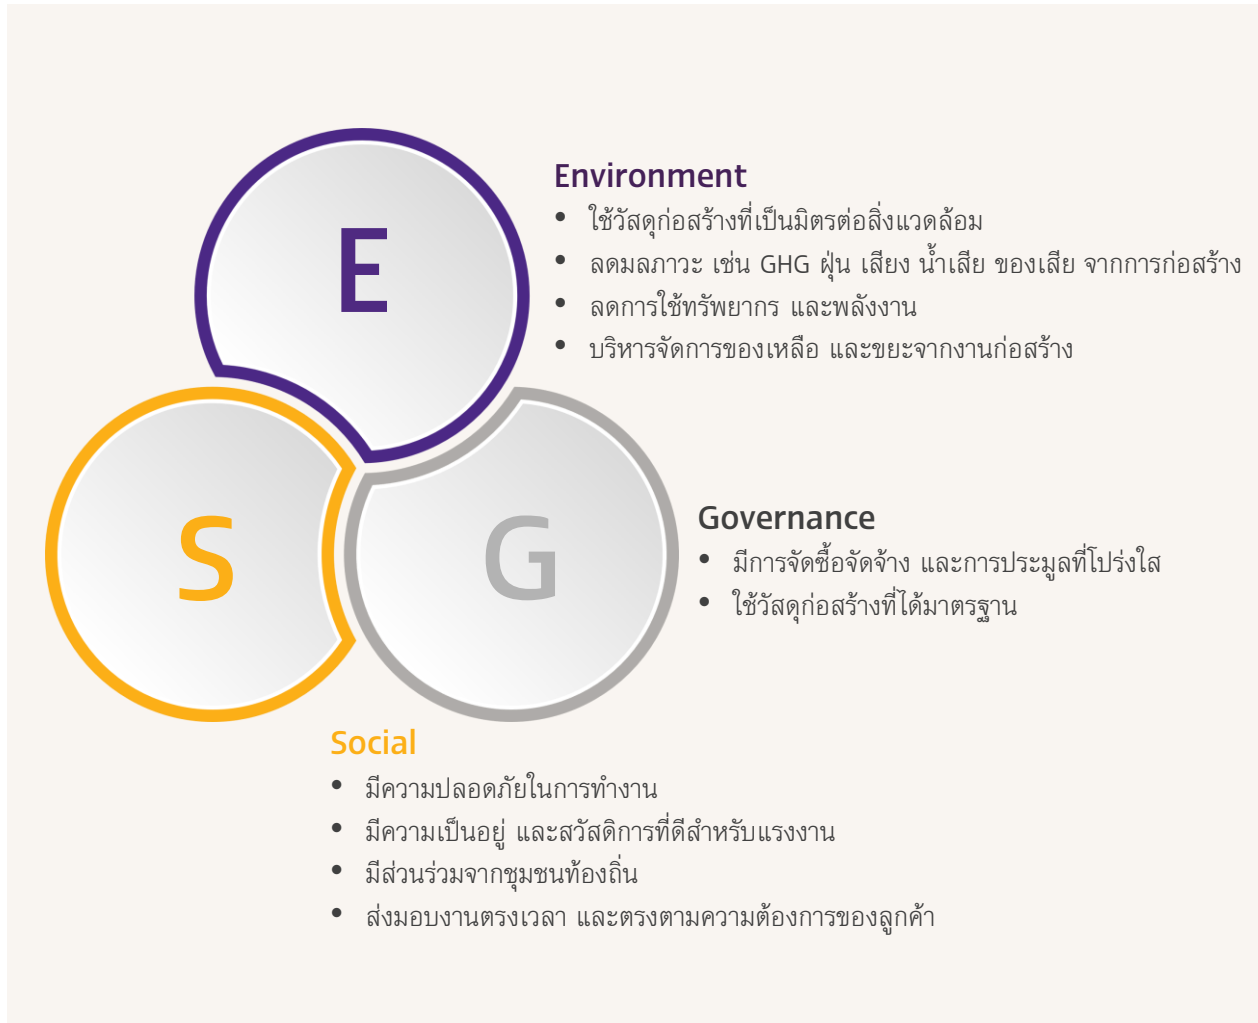 E
Environment
• ใช้วัสดุก่อสร้างที่เป็นมิตรต่อสิ่งแวดล้อม
• ลดมลภาวะ เช่น GHG ฝุ่น เสียง น้ำเสีย ของเสีย จากการก่อสร้าง
• ลดการใช้ทรัพยากร และพลังงาน
• บริหารจัดการของเหลือ และขยะจากงานก่อสร้าง
S
G
Governance
• มีการจัดซื้อจัดจ้าง และการประมูลที่โปร่งใส
• ใช้วัสดุก่อสร้างที่ได้มาตรฐาน
Social
• มีความปลอดภัยในการทำงาน
• มีความเป็นอยู่ และสวัสดิการที่ดีสำหรับแรงงาน
• มีส่วนร่วมจากชุมชนท้องถิ่น
• ส่งมอบงานตรงเวลา และตรงตามความต้องการของลูกค้า